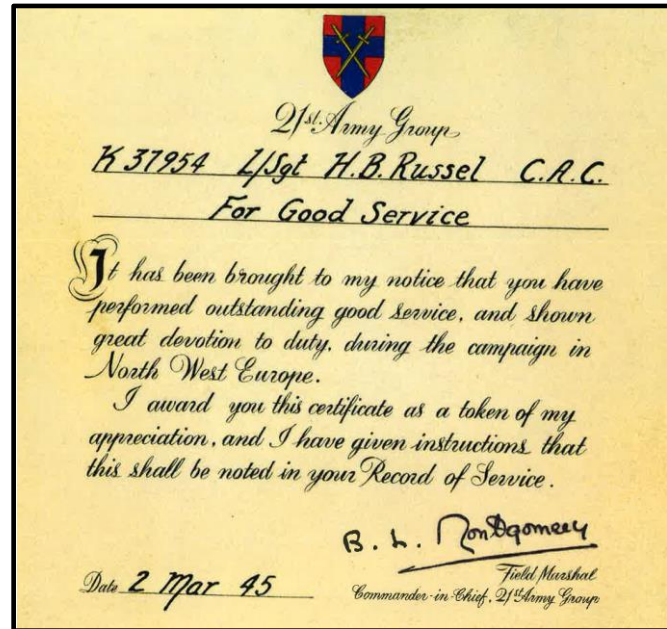 21st Army Group
K 37954 L/Sgt H.B. Russel C.A.C.
For Good Service
It has been brought to my notice that you have
performed outstanding good service, and shown
great devotion to duty, during the campaign in
North West Europe.
I award you this certificate as a token of my
appreciation, and I have given instructions that
this shall be noted in your Record of Service.
B. L. Montgomery
Date 2 Mar 45
Field Marshal
Commander-in-Chief, 21st Army Group